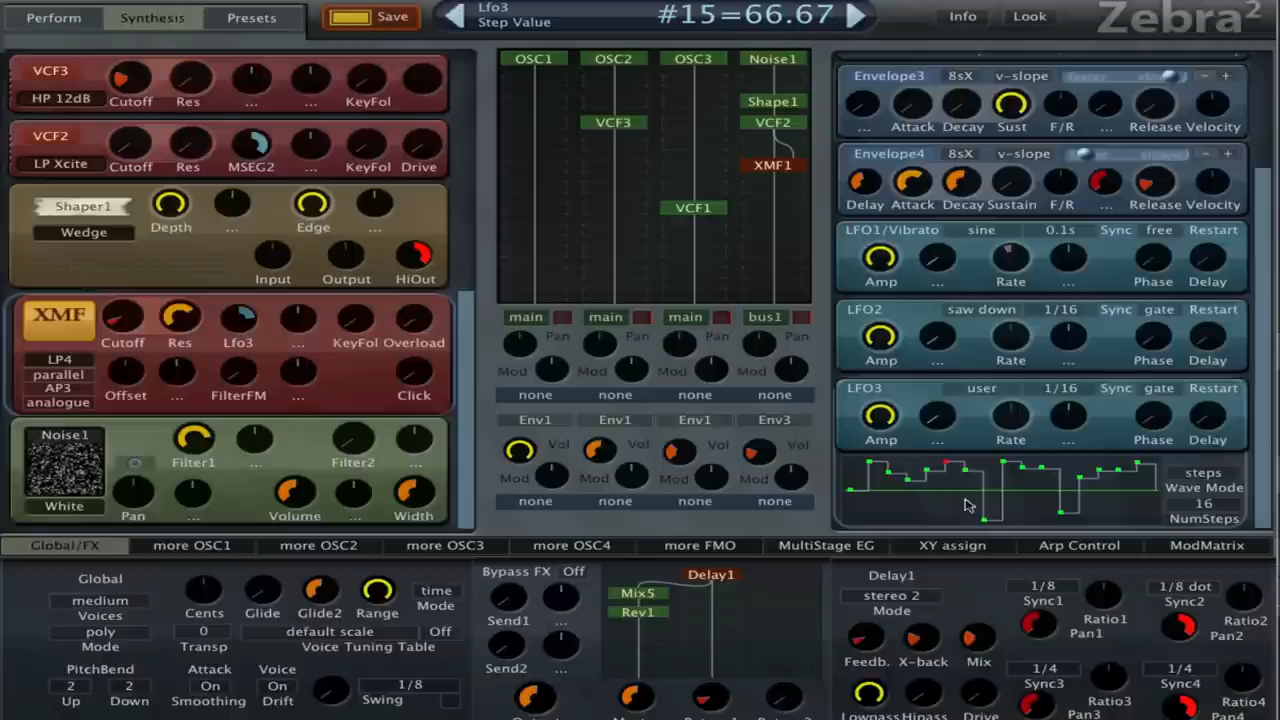 Perform Synthesis Presets Save
Lfo3
Step Value
#15=66.67
Info Look
Zebra2
VCF3
HP 12dB
Cutoff Res ... ... KeyFol
VCF2
LP Xcite
Cutoff Res MSEG2 ... KeyFol Drive
Shaper1
Wedge
Depth ... Edge ...
Input Output HiOut
XMF
LP4
parallel
AP3
analogue
Cutoff Res Lfo3 ... KeyFol Overload
Offset ... FilterFM ... Click
Noise1
White
Filter1 ... Filter2 ...
Pan ... Volume ... Width
OSC1 OSC2 OSC3 Noise1
Shape1
VCF3 VCF2
XMF1
VCF1
main main main bus1
Pan Pan Pan Pan
Mod Mod Mod Mod
none none none none
Env1 Env1 Env1 Env3
Vol Vol Vol Vol
Mod Mod Mod Mod
none none none none
Envelope3 8sX v-slope - +
... Attack Decay Sust F/R ... Release Velocity
Envelope4 8sX v-slope - +
Delay Attack Decay Sustain F/R ... Release Velocity
LFO1/Vibrato sine 0.1s Sync free Restart
Amp ... Rate ... Phase Delay
LFO2 saw down 1/16 Sync gate Restart
Amp ... Rate ... Phase Delay
LFO3 user 1/16 Sync gate Restart
Amp ... Rate ... Phase Delay
steps
Wave Mode
16
NumSteps
Global/FX more OSC1 more OSC2 more OSC3 more OSC4 more FMO MultiStage EG XY assign Arp Control ModMatrix
Global
medium
Voices
poly
Mode
Cents Glide Glide2 Range
time
Mode
0
Transp
default scale Off
Voice Tuning Table
PitchBend
2 2
Up Down
Attack
On
Smoothing
Voice
On
Drift
1/8
Swing
Bypass FX Off
Send1 ...
Send2 ...
Delay1
Mix5
Rev1
Delay1
stereo 2
Mode
Feedb. X-back Mix
Lowpass Hipass Drive
1/8
Sync1
Ratio1
Pan1
1/8 dot
Sync2
Ratio2
Pan2
1/4
Sync3
Ratio3
Pan3
1/4
Sync4
Ratio4
Pan4